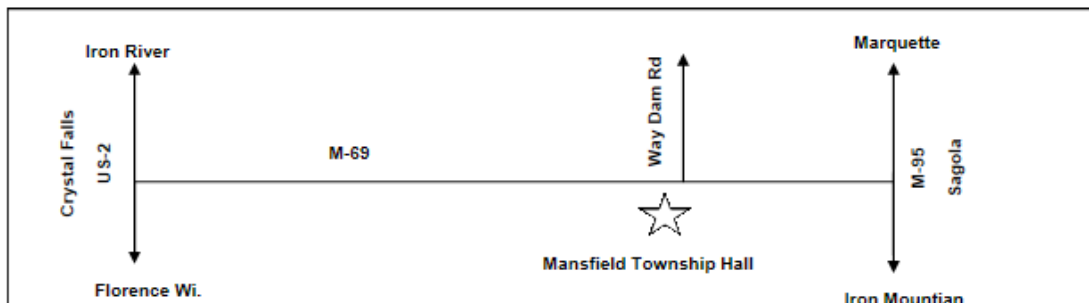 Iron River
Marquette
Way Dam Rd
Crystal Falls
US-2
M-69
M-95
Sagola
Mansfield Township Hall
Florence Wi.
Iron Mountian